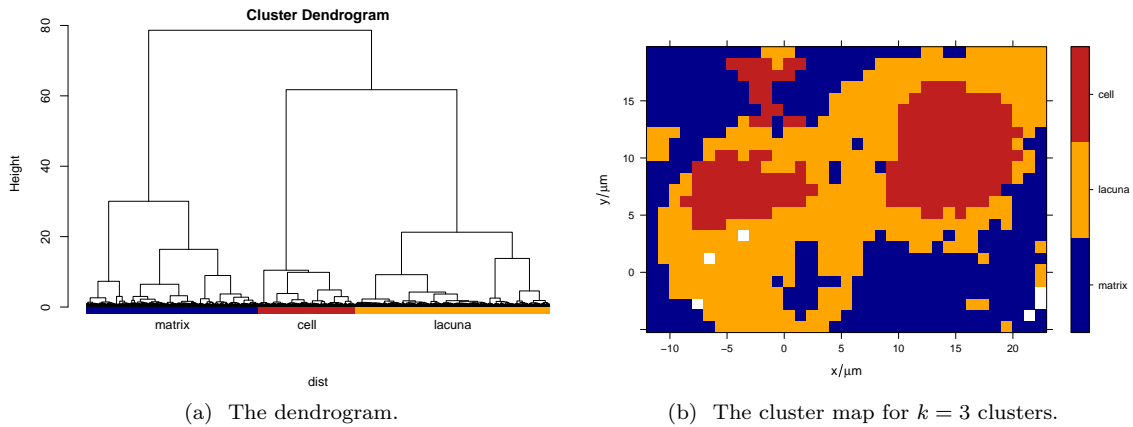 Cluster Dendrogram
Height
0
20
40
60
80
matrix cell lacuna
dist
(a) The dendrogram.
y/µm
15
10
5
0
−10 −5 0 5 10 15 20
x/µm
cell
lacuna
matrix
(b) The cluster map for k = 3 clusters.